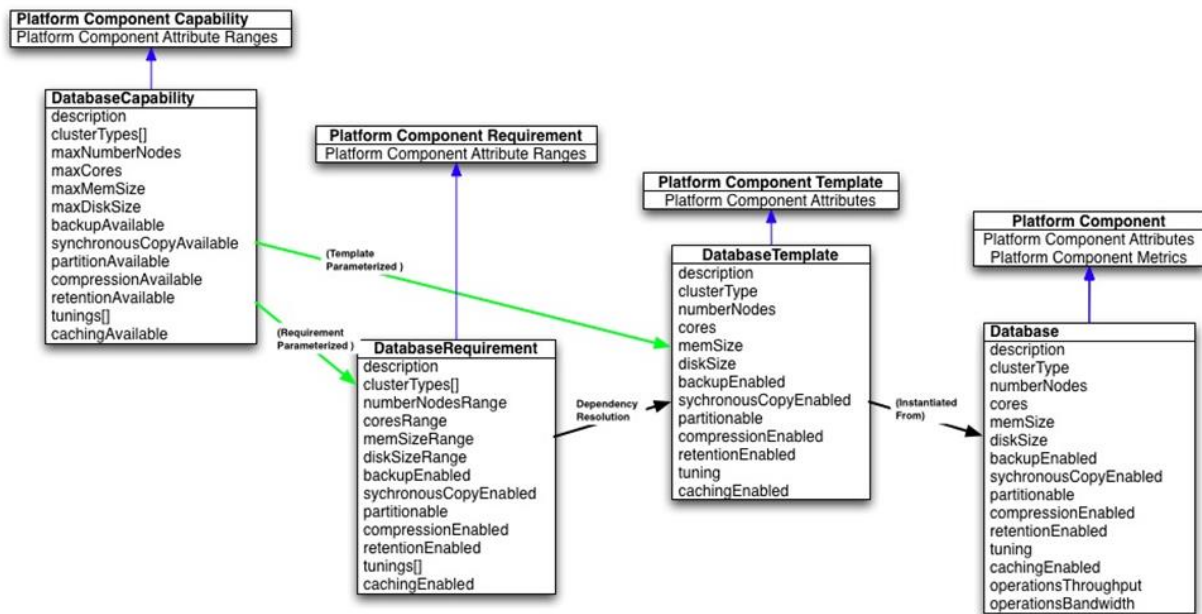 Platform Component Capability
Platform Component Attribute Ranges
DatabaseCapability
description
clusterTypes[]
maxNumberNodes
maxCores
maxMemSize
maxDiskSize
backupAvailable
synchronousCopyAvailable
partitionAvailable
compressionAvailable
retentionAvailable
tunings[]
cachingAvailable
Platform Component Requirement
Platform Component Attribute Ranges
(Template
Parameterized )
(Requirement
Parameterized )
DatabaseRequirement
description
clusterTypes[]
numberNodesRange
coresRange
memSizeRange
diskSizeRange
backupEnabled
sychronousCopyEnabled
partitionable
compressionEnabled
retentionEnabled
tunings[]
cachingEnabled
Dependency
Resolution
Platform Component Template
Platform Component Attributes
DatabaseTemplate
description
clusterType
numberNodes
cores
memSize
diskSize
backupEnabled
sychronousCopyEnabled
partitionable
compressionEnabled
retentionEnabled
tuning
cachingEnabled
(Instantiated
From)
Platform Component
Platform Component Attributes
Platform Component Metrics
Database
description
clusterType
numberNodes
cores
memSize
diskSize
backupEnabled
sychronousCopyEnabled
partitionable
compressionEnabled
retentionEnabled
tuning
cachingEnabled
operationsThroughput
operationsBandwidth